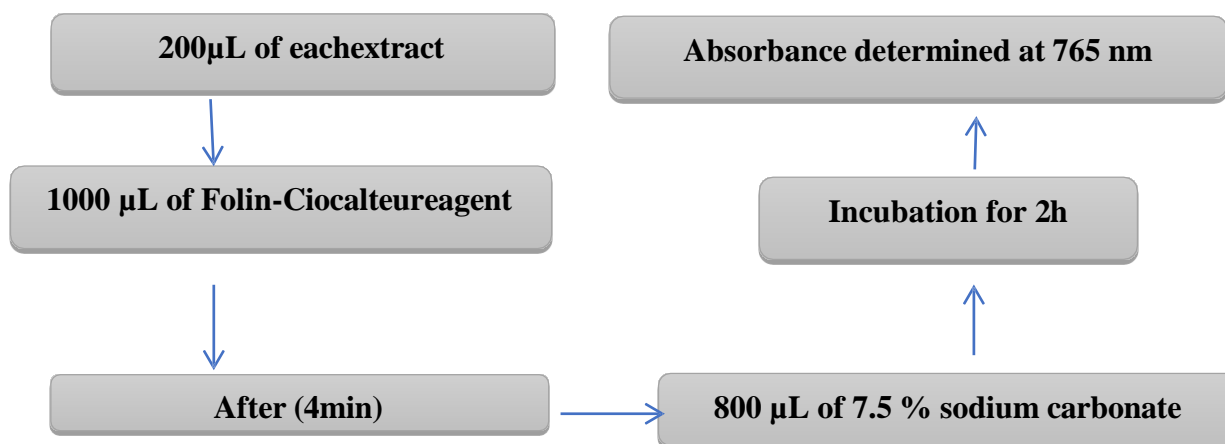 200µL of eachextract
1000 µL of Folin-Ciocalteureagent
After (4min)
800 µL of 7.5 % sodium carbonate
Incubation for 2h
Absorbance determined at 765 nm